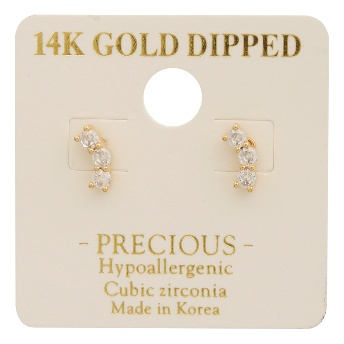 14K GOLD DIPPED
- PRECIOUS -
Hypoallergenic
Cubic zirconia
Made in Korea